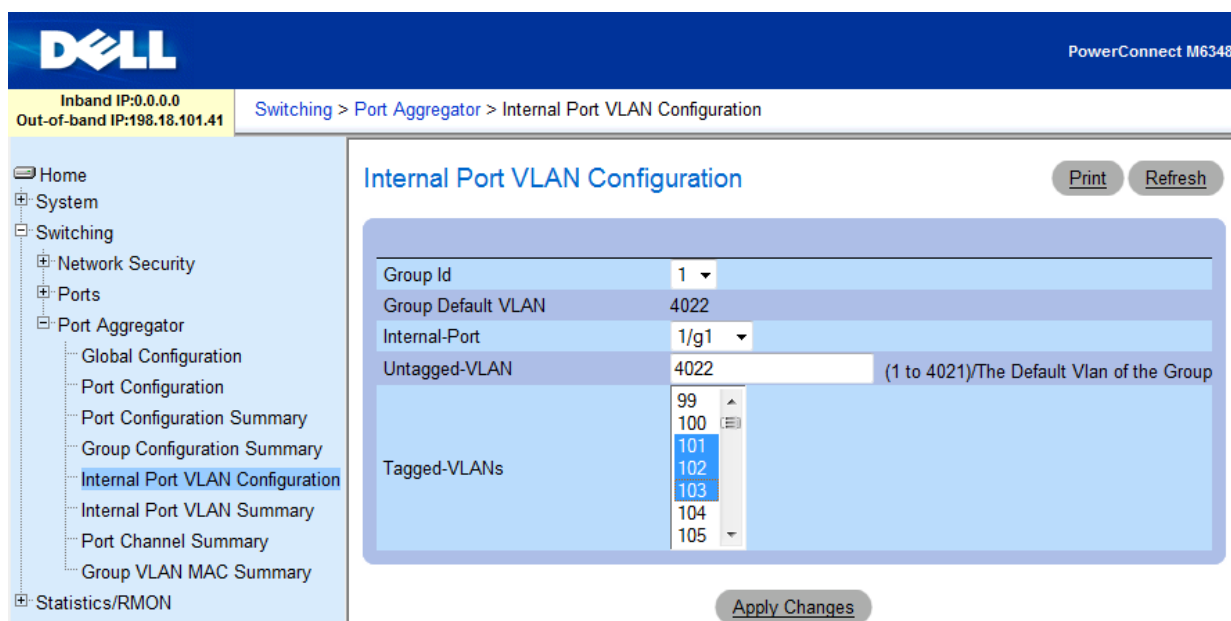 DELL
PowerConnect M6348
Inband IP:0.0.0.0
Out-of-band IP:198.18.101.41
Switching > Port Aggregator > Internal Port VLAN Configuration
Home
System
Switching
Network Security
Ports
Port Aggregator
Global Configuration
Port Configuration
Port Configuration Summary
Group Configuration Summary
Internal Port VLAN Configuration
Internal Port VLAN Summary
Port Channel Summary
Group VLAN MAC Summary
Statistics/RMON
Internal Port VLAN Configuration
Print
Refresh
Group Id 1
Group Default VLAN 4022
Internal-Port 1/g1
Untagged-VLAN 4022 (1 to 4021)/The Default Vlan of the Group
Tagged-VLANs
99
100
101
102
103
104
105
Apply Changes